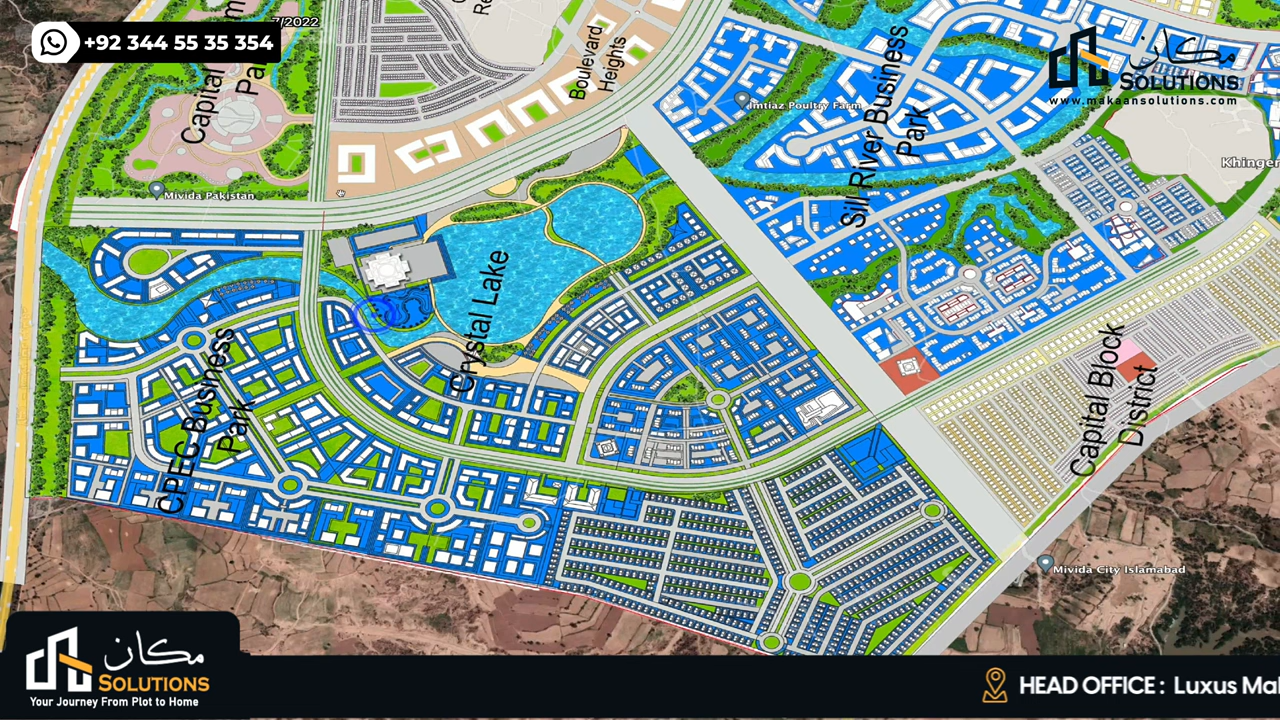 7/2022
+92 344 55 35 354
Capital
Boulevard
Heights
Imtiaz Poultry Farm
Sil River Business
Park
مكان
SOLUTIONS
www.makaansolutions.com
Khinger
Mivida Pakistan
Crystal Lake
CPEC Business
Park
Capital Block
District
Mivida City Islamabad
مكان
SOLUTIONS
Your Journey From Plot to Home
HEAD OFFICE : Luxus Mal